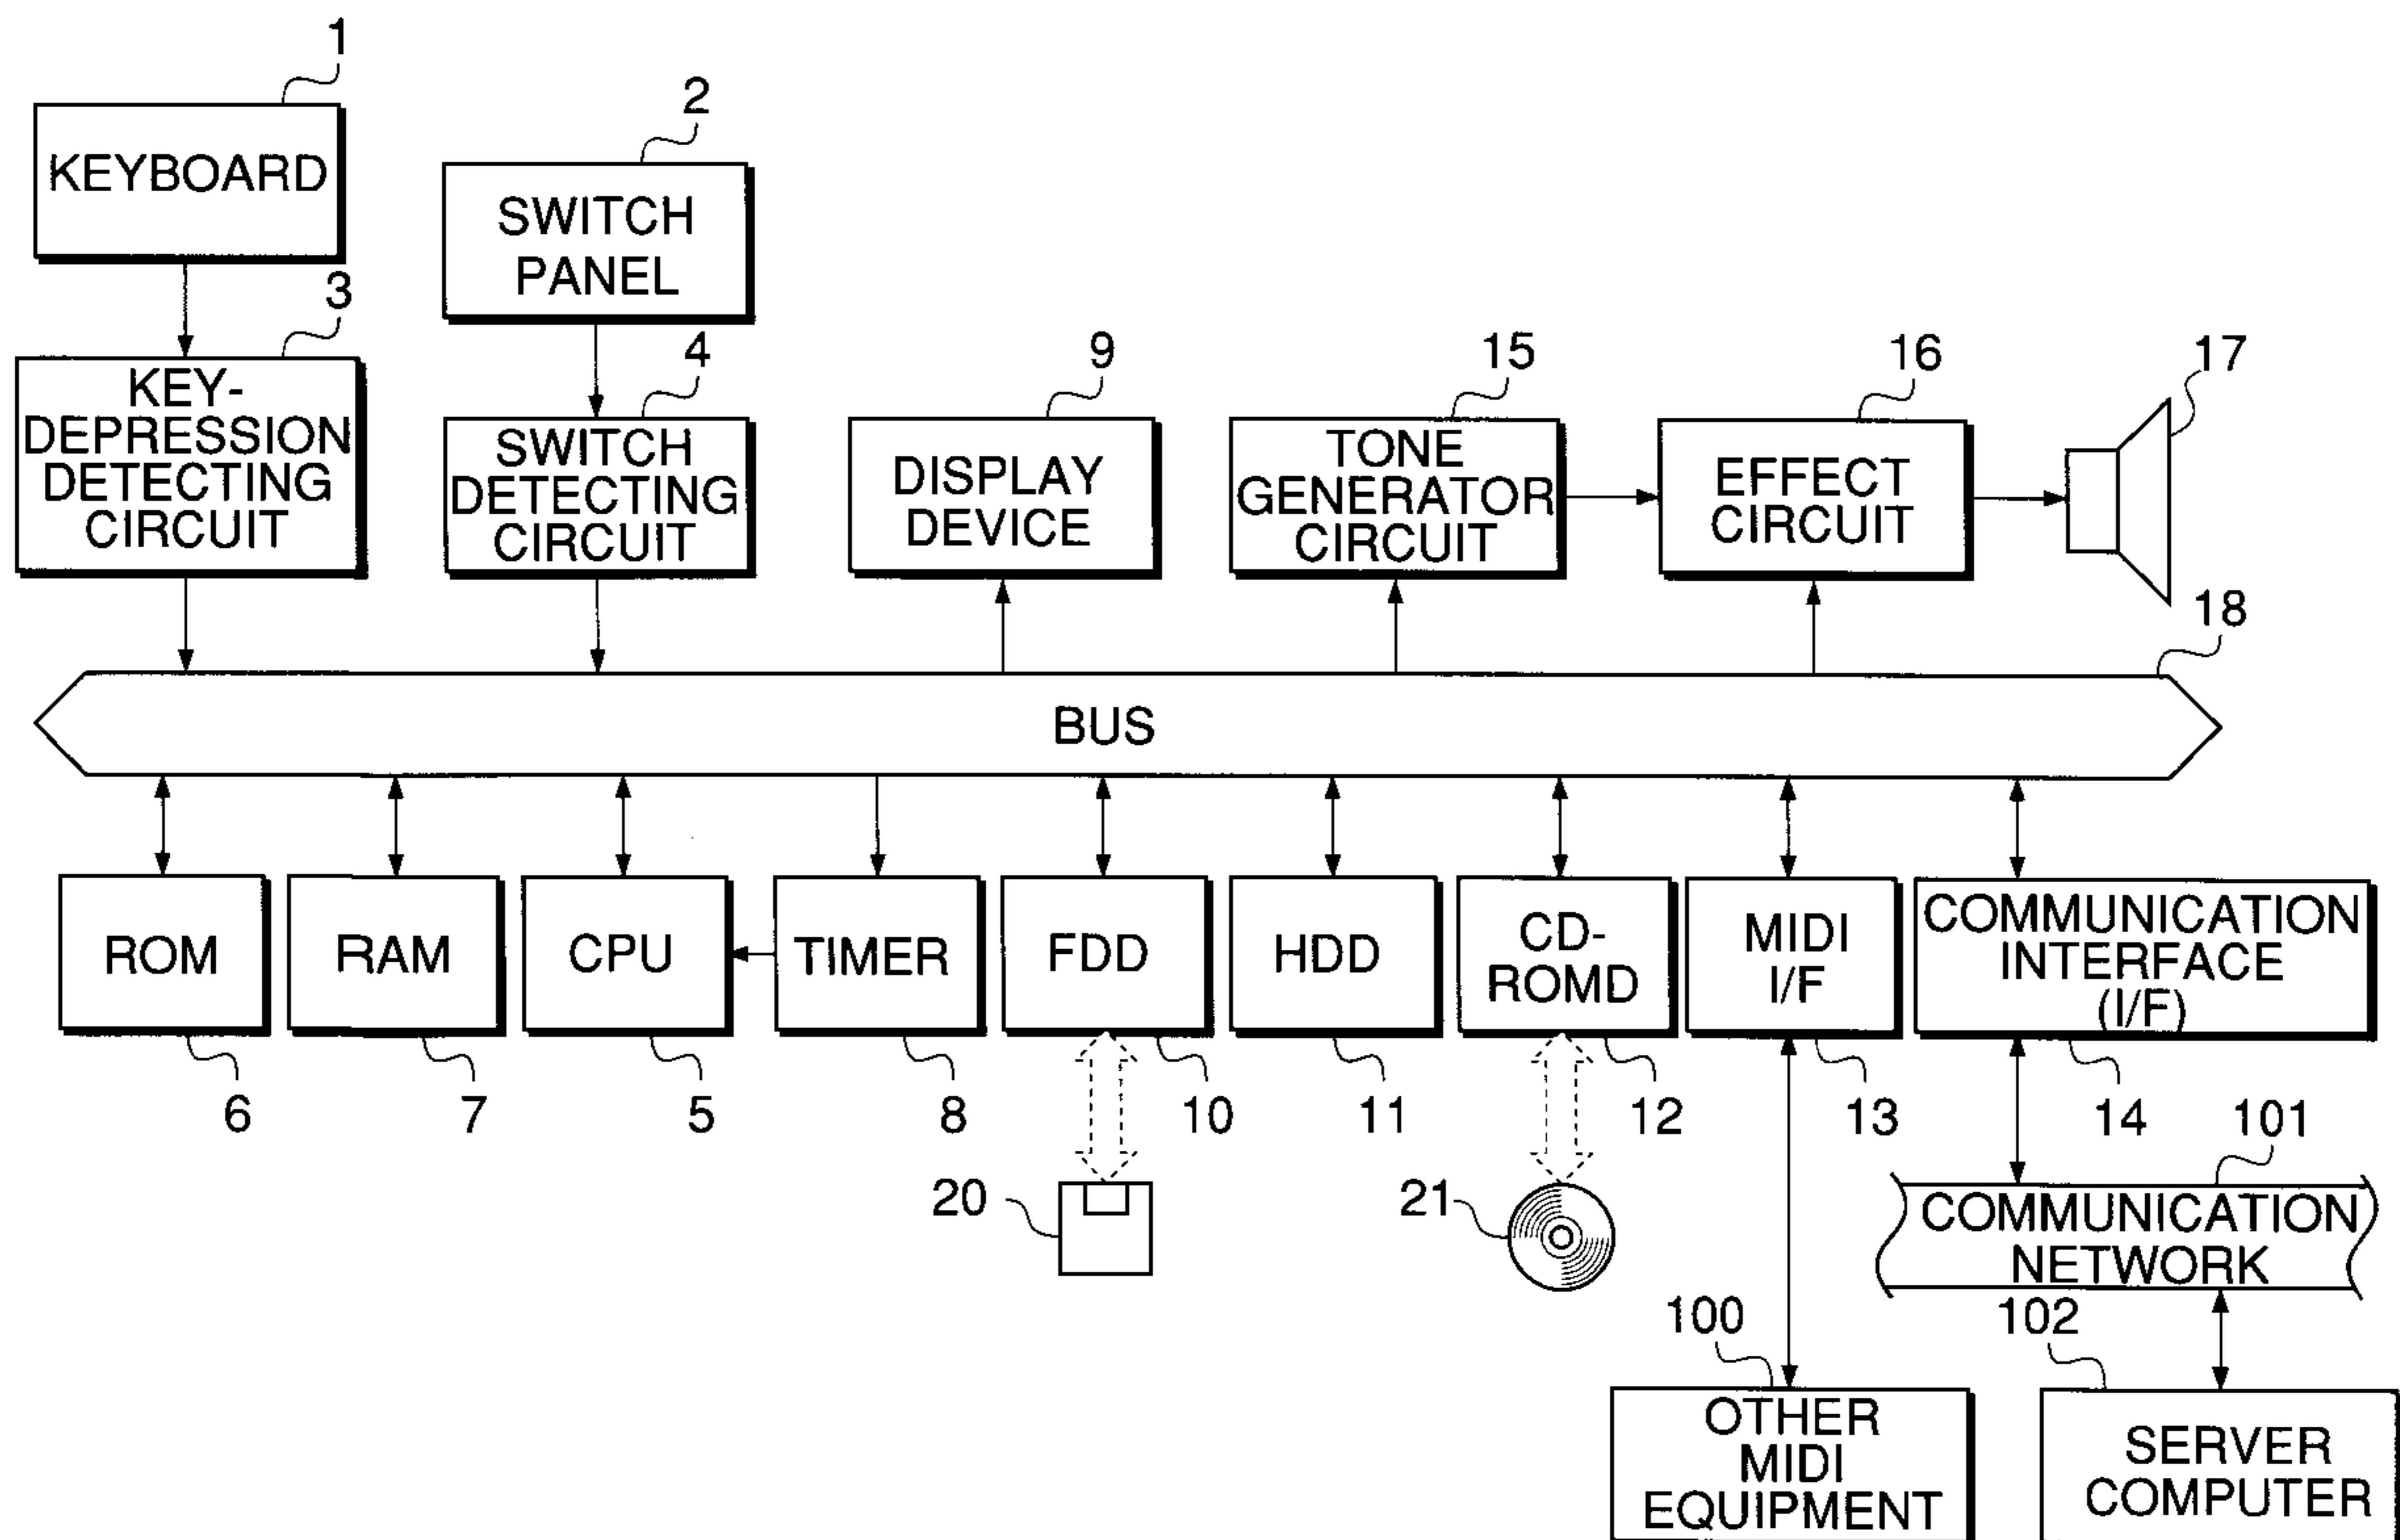 1
KEYBOARD
2
SWITCH
PANEL
3
KEY-
DEPRESSION
DETECTING
CIRCUIT
4
SWITCH
DETECTING
CIRCUIT
9
DISPLAY
DEVICE
15
TONE
GENERATOR
CIRCUIT
16
EFFECT
CIRCUIT
17
18
BUS
ROM
6
RAM
7
CPU
5
TIMER
8
FDD
10
HDD
11
CD-
ROMD
12
MIDI
I/F
13
COMMUNICATION
INTERFACE
(I/F)
14
20
21
101
COMMUNICATION
NETWORK
100
OTHER
MIDI
EQUIPMENT
102
SERVER
COMPUTER